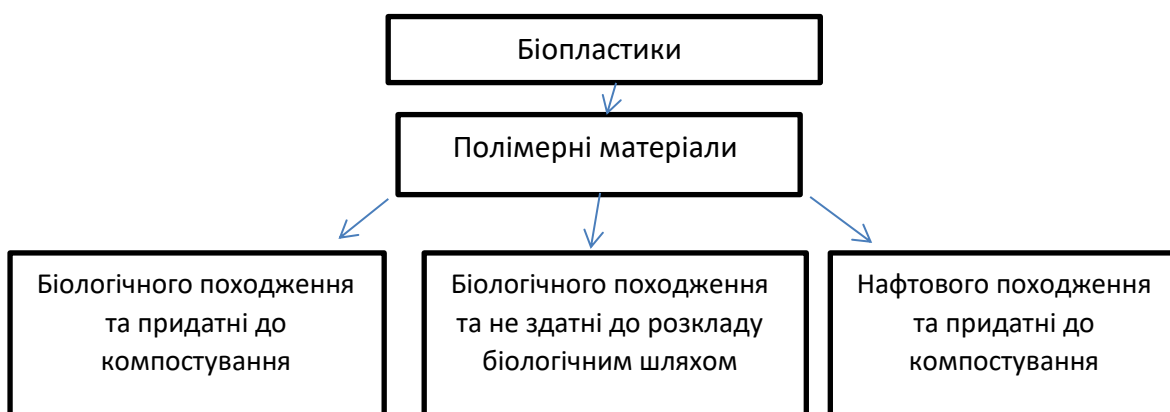 Біопластики
Полімерні матеріали
Біологічного походження
та придатні до
компостування
Біологічного походження
та не здатні до розкладу
біологічним шляхом
Нафтового походження
та придатні до
компостування